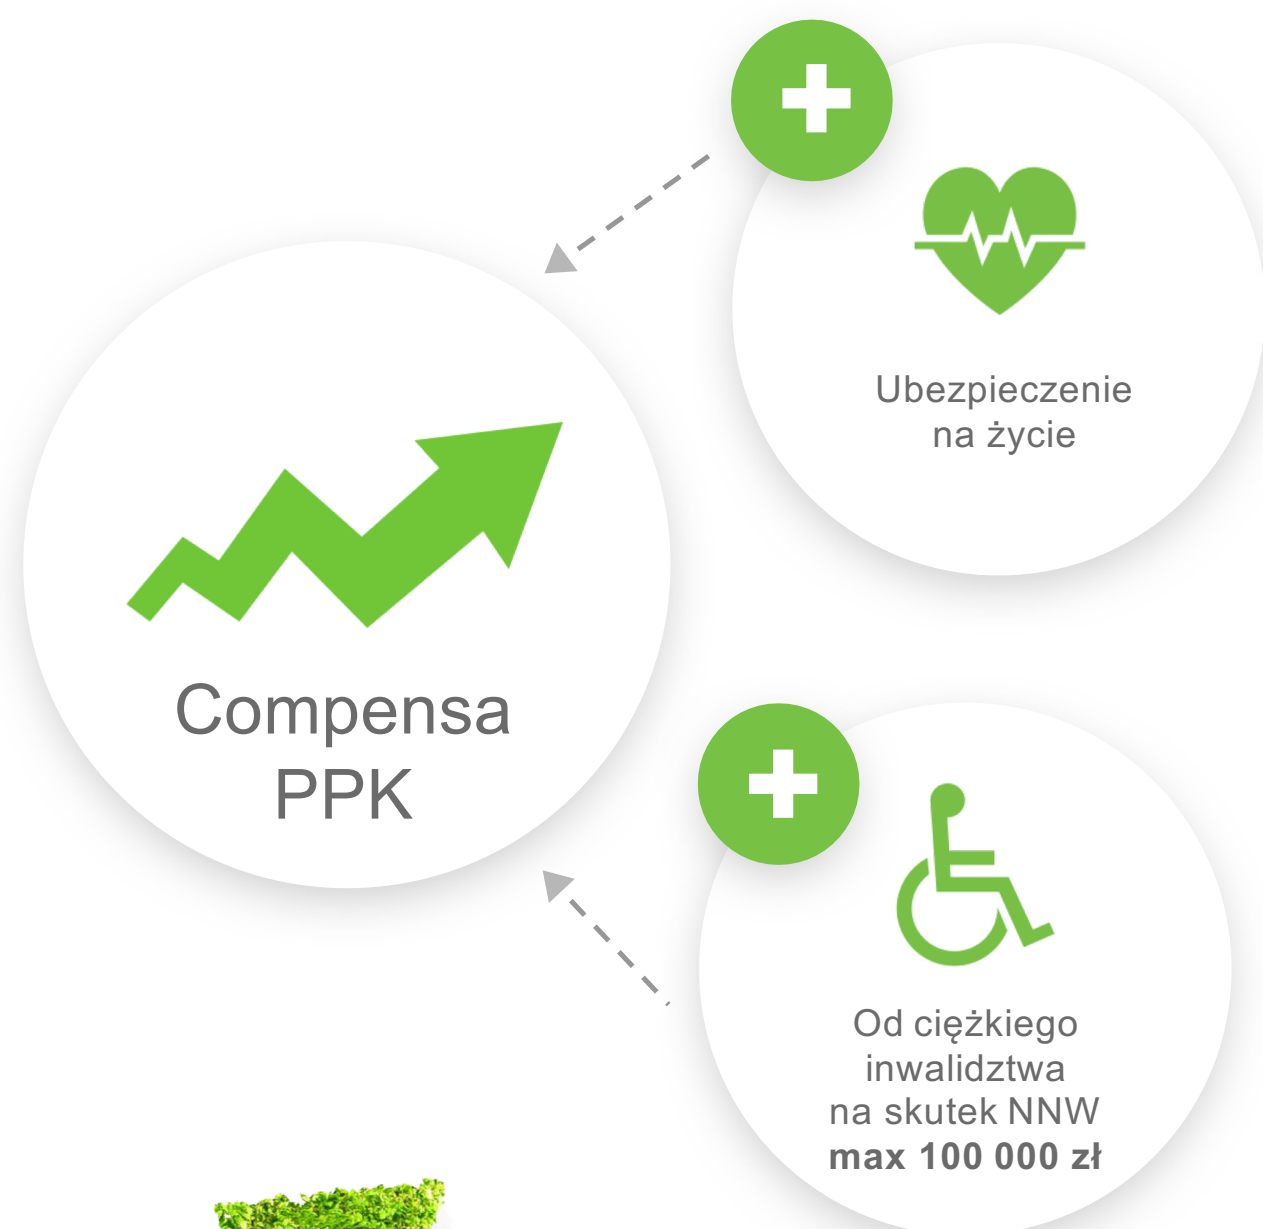 Ubezpieczenie
na życie
Compensa
PPK
Od ciężkiego
inwalidztwa
na skutek NNW
max 100 000 zł